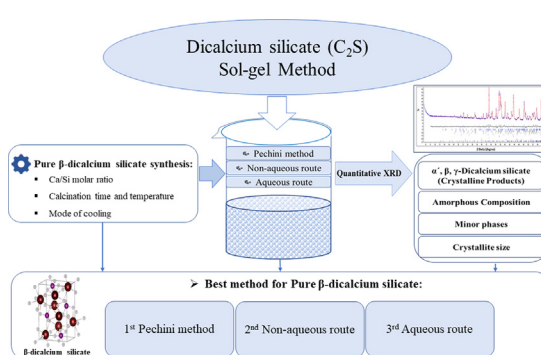 Dicalcium silicate (C₂S)
Sol-gel Method
Pure β-dicalcium silicate synthesis:
Ca/Si molar ratio
Calcination time and temperature
Mode of cooling
Pechini method
Non-aqueous route
Aqueous route
Quantitative XRD
α´, β, γ-Dicalcium silicate
(Crystalline Products)
Amorphous Composition
Minor phases
Crystallite size
➢ Best method for Pure β-dicalcium silicate:
1st Pechini method
2nd Non-aqueous route
3rd Aqueous route
β-dicalcium silicate